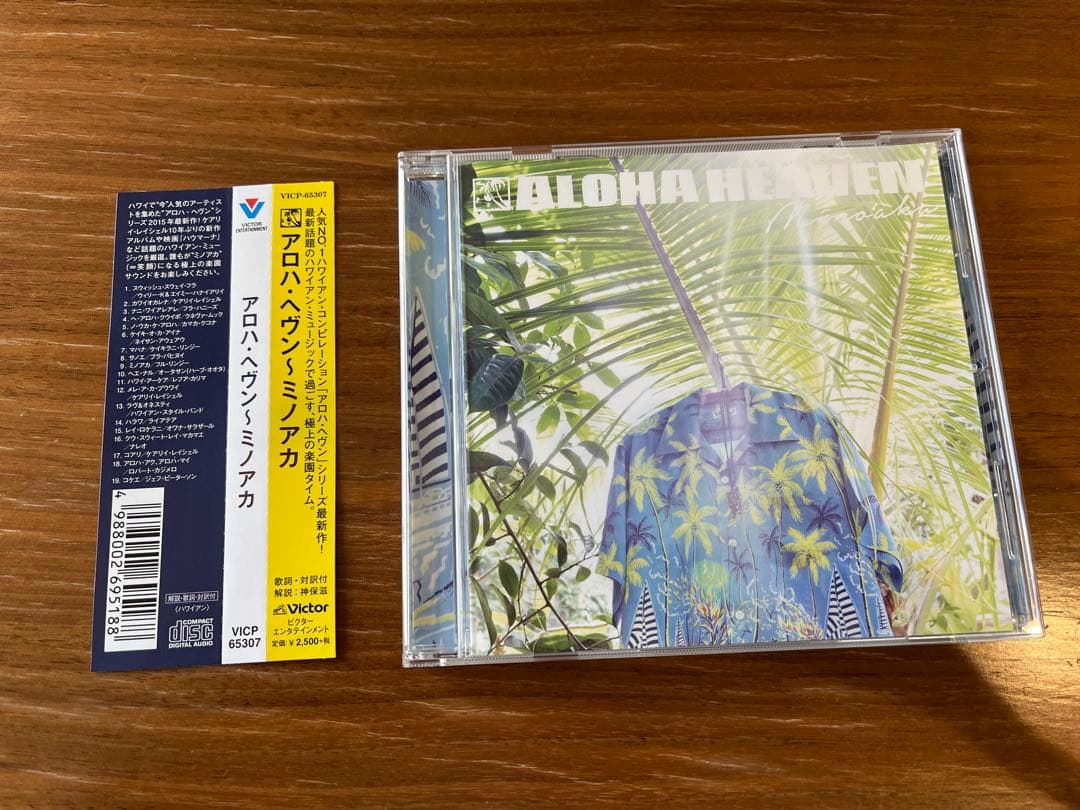 ハワイで"今"人気のアーティス
トを集めた"アロハ・ヘヴン"シ
リーズ2015年最新作!ケアリ
イ・レイシェル10年ぶりの新作
アルバムや映画「ハウマーナ」
など話題のハワイアン・ミュー
ジックを厳選。誰もが"ミノアカ"
(=笑顔)になる極上の楽園
サウンドをお楽しみください。
1. スウィッシュ・スウェイ・フラ
/ウィリー・K&エイミー・ハナイアリイ
2. カワイオカレナ/ケアリイ・レイシェル
3. ナニ・ワイアレアレ/フラ・ハニーズ
4. ヘ・アロハ・クウイポ/ウネヴァ・ムック
5. ノ・ウカ・ケ・アロハ/カマカ・クコナ
6. ケイキ・オ・カ・アイナ
/ネイサン・アウェアウ
7. マハナ/ケイキラニ・リンジー
8. サノエ/プラ・パヒヌイ
9. ミノアカ/フル・リンジー
10. ヘエ・ナル/オータサン(ハーブ・オオタ)
11. ハワイ・アーケア/レフア・カリマ
12. メレ・ア・カ・プウワイ
/ケアリイ・レイシェル
13. ラヴ&オネスティ
/ハワイアン・スタイル・バンド
14. ハラワ/ライアテア
15. レイ・ロケラニ/オワナ・サラザール
16. クウ・スウィート・レイ・マカマエ
/ナレオ
17. コアリ/ケアリイ・レイシェル
18. アロハ・アク、アロハ・マイ
/ロバート・カジメロ
19. コケエ/ジェフ・ピーターソン
4 988002 695188
解説・歌詞・対訳付
〈ハワイアン〉
COMPACT
disc
DIGITAL AUDIO
VICTOR
ENTERTAINMENT
アロハ・ヘヴン~ミノアカ
VICP
65307
VICP-65307
人気NO.1ハワイアン・コンピレーション「アロハ・ヘヴン」シリーズ最新作!
最新話題のハワイアン・ミュージックで過ごす、極上の楽園タイム。
アロハ・ヘヴン~ミノアカ
歌詞・対訳付
解説:神保滋
Victor
ビクター
エンタテインメント
定価:¥2,500+税
ALOHA HEAVEN